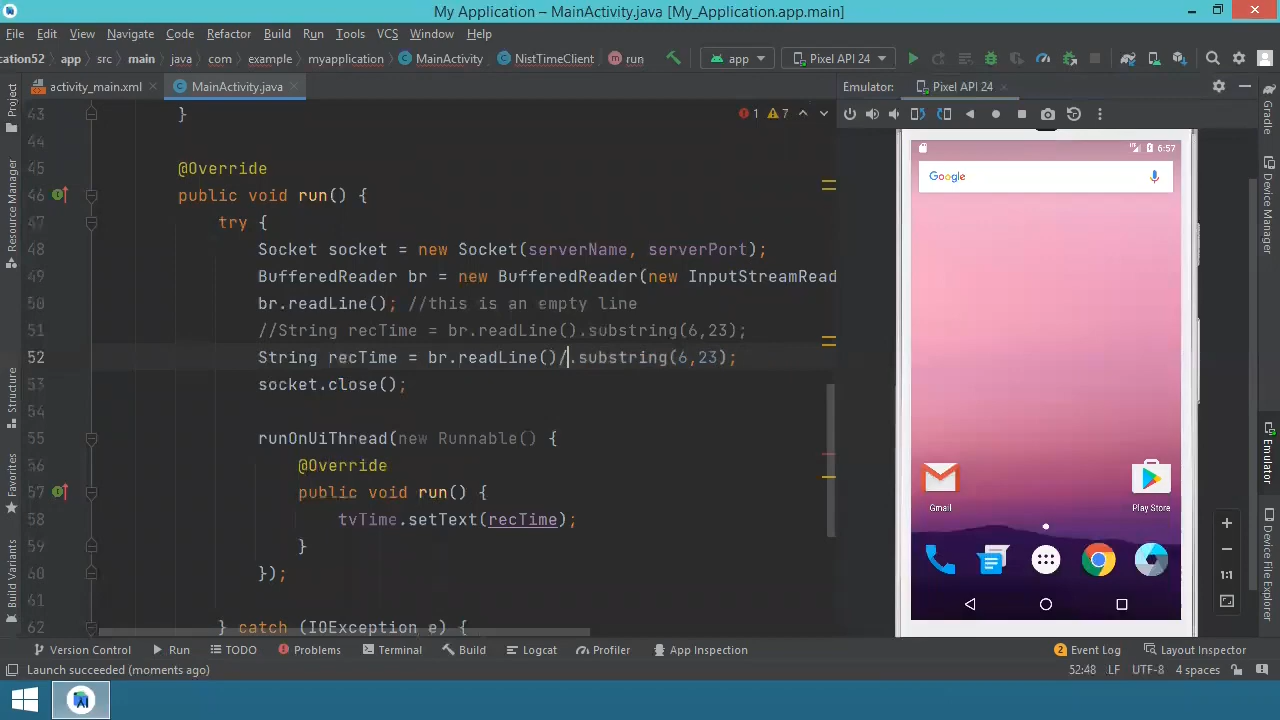 My Application – MainActivity.java [My_Application.app.main]
File Edit View Navigate Code Refactor Build Run Tools VCS Window Help
cation52 app src main java com example myapplication MainActivity NistTimeClient run app Pixel API 24
activity_main.xml MainActivity.java Emulator: Pixel API 24
43 }
1 7
44
45 @Override
46 public void run() {
47 try {
48 Socket socket = new Socket(serverName, serverPort);
49 BufferedReader br = new BufferedReader(new InputStreamRead
50 br.readLine(); //this is an empty line
51 //String recTime = br.readLine().substring(6,23);
52 String recTime = br.readLine()/.substring(6,23);
53 socket.close();
54
55 runOnUiThread(new Runnable() {
56 @Override
57 public void run() {
58 tvTime.setText(recTime);
59 }
60 });
61
62 } catch (IOException e) {
Project
Resource Manager
Structure
Favorites
Build Variants
6:57
Google
Gmail
Play Store
1:1
Gradle
Device Manager
Emulator
Device File Explorer
Version Control Run TODO Problems Terminal Build Logcat Profiler App Inspection 2 Event Log Layout Inspector
Launch succeeded (moments ago) 52:48 LF UTF-8 4 spaces